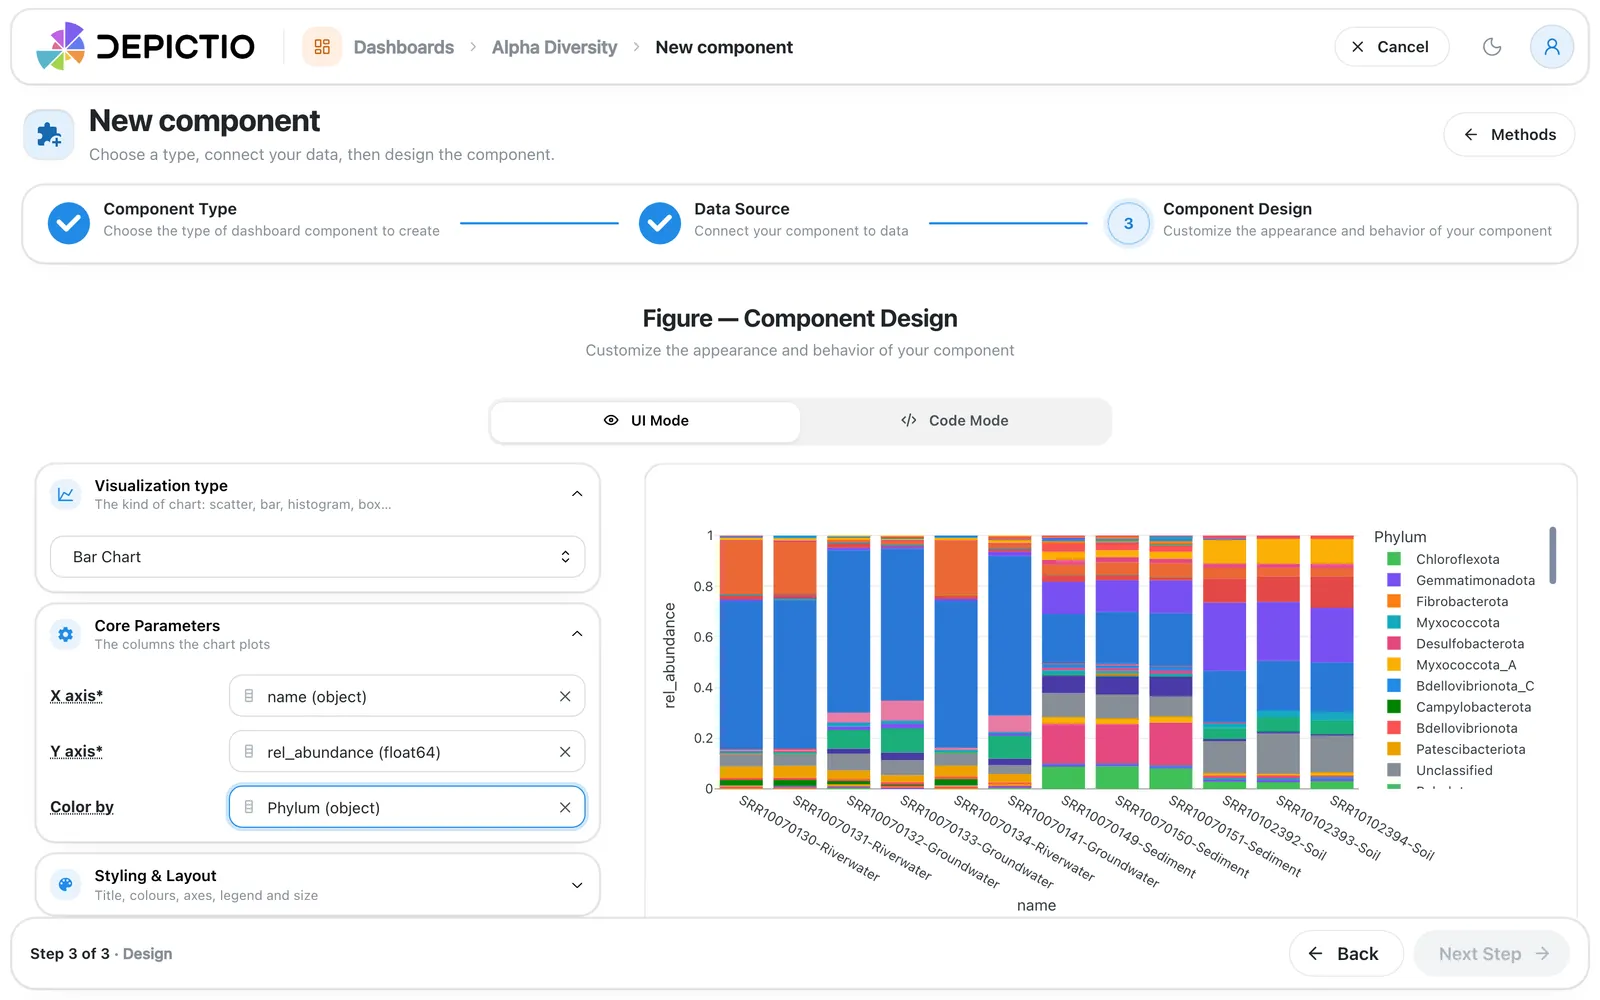 DEPICTIO
Dashboards > Alpha Diversity > New component
Cancel
New component
Choose a type, connect your data, then design the component.
Methods
Component Type
Choose the type of dashboard component to create
Data Source
Connect your component to data
3
Component Design
Customize the appearance and behavior of your component
Figure — Component Design
Customize the appearance and behavior of your component
UI Mode
</> Code Mode
Visualization type
The kind of chart: scatter, bar, histogram, box...
Bar Chart
Core Parameters
The columns the chart plots
X axis*
name (object)
Y axis*
rel_abundance (float64)
Color by
Phylum (object)
Styling & Layout
Title, colours, axes, legend and size
rel_abundance
1
0.8
0.6
0.4
0.2
0
SRR10070130-Riverwater
SRR10070131-Riverwater
SRR10070132-Groundwater
SRR10070133-Groundwater
SRR10070134-Riverwater
SRR10070141-Groundwater
SRR10070149-Sediment
SRR10070150-Sediment
SRR10070151-Sediment
SRR10102392-Soil
SRR10102393-Soil
SRR10102394-Soil
name
Phylum
Chloroflexota
Gemmatimonadota
Fibrobacterota
Myxococcota
Desulfobacterota
Myxococcota_A
Bdellovibrionota_C
Campylobacterota
Bdellovibrionota
Patescibacteriota
Unclassified
Step 3 of 3 · Design
Back
Next Step